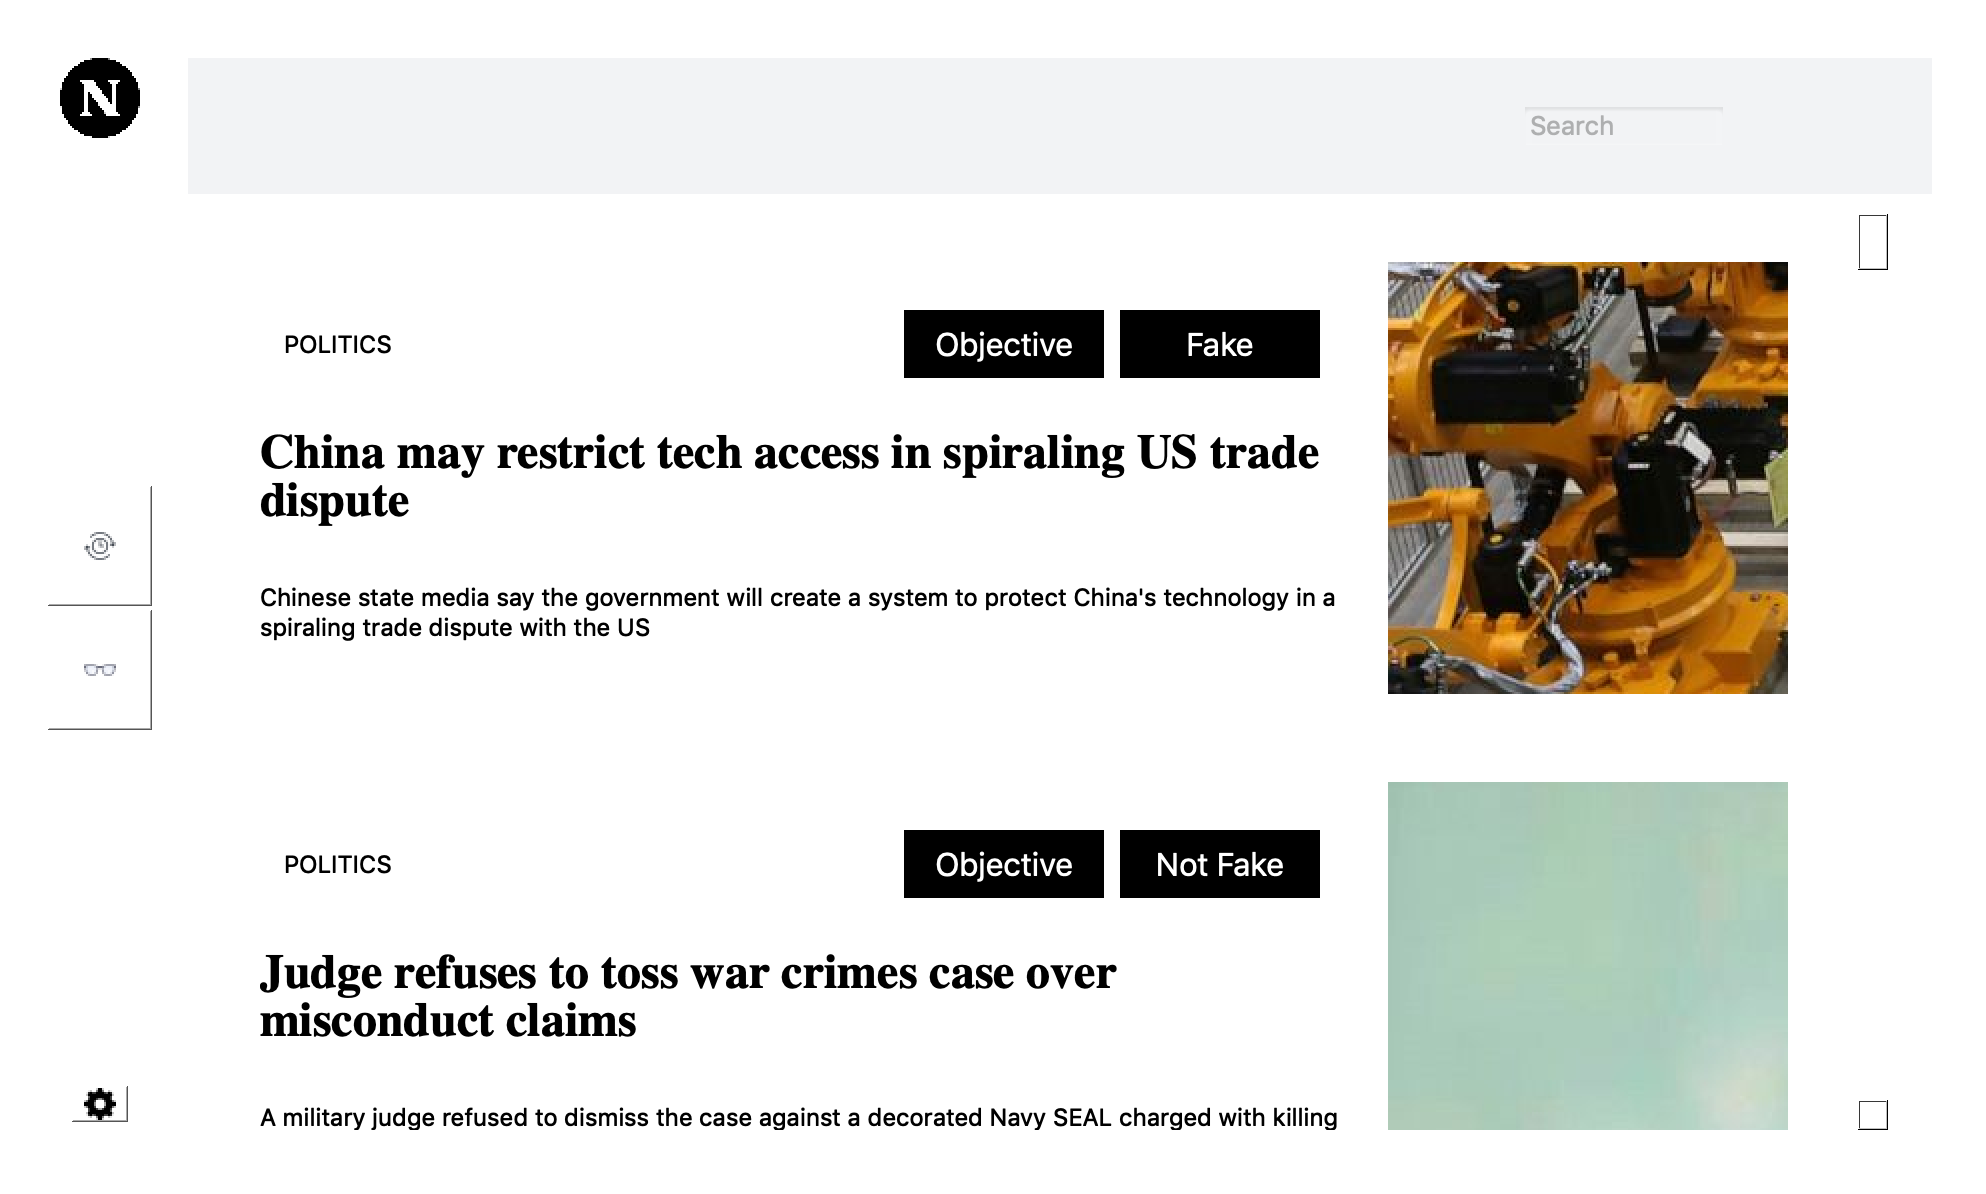 N
Search
POLITICS
Objective
Fake
China may restrict tech access in spiraling US trade
dispute
Chinese state media say the government will create a system to protect China's technology in a
spiraling trade dispute with the US
POLITICS
Objective
Not Fake
Judge refuses to toss war crimes case over
misconduct claims
A military judge refused to dismiss the case against a decorated Navy SEAL charged with killing